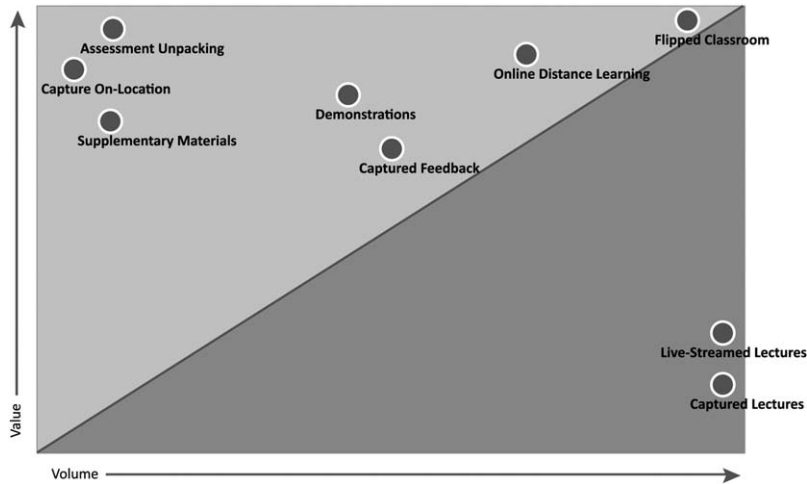 Flipped Classroom
Assessment Unpacking
Online Distance Learning
Capture On-Location
Demonstrations
Supplementary Materials
Captured Feedback
Live-Streamed Lectures
Captured Lectures
Value
Volume